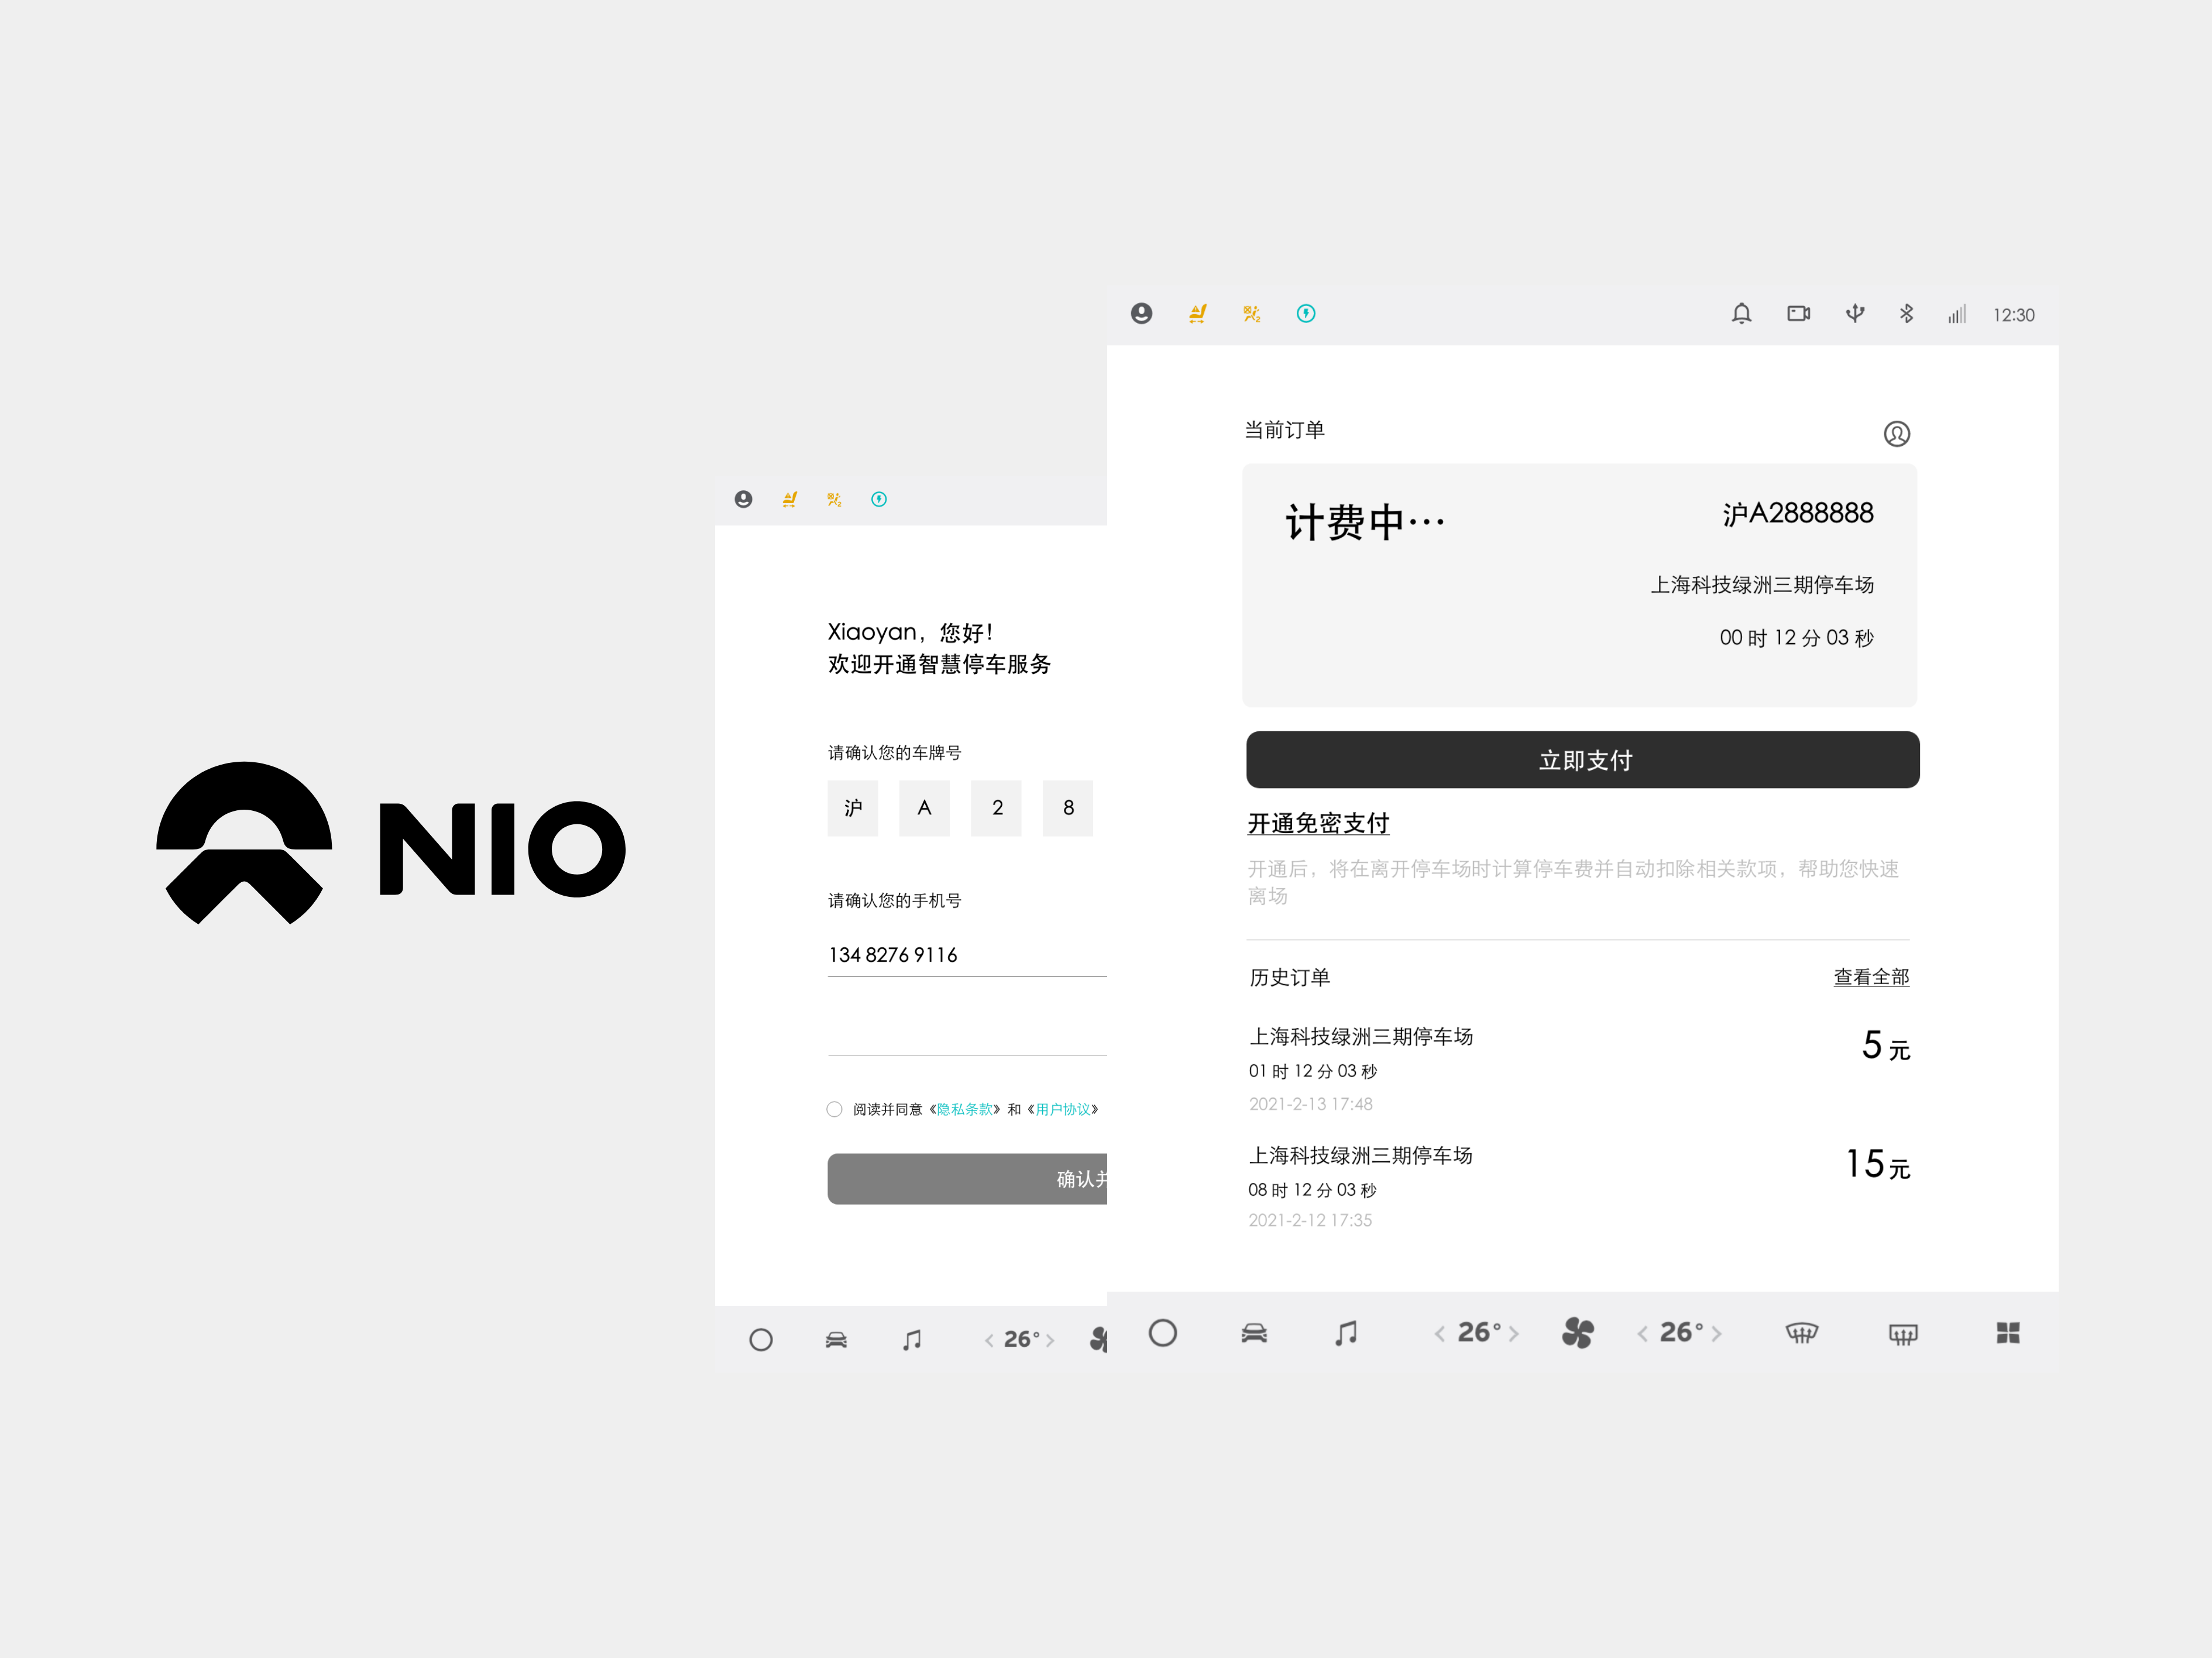 NIO
Xiaoyan，您好！
欢迎开通智慧停车服务
请确认您的车牌号
沪 A 2 8
请确认您的手机号
134 8276 9116
阅读并同意《隐私条款》和《用户协议》
确认
26°
12:30
当前订单
计费中···
沪A2888888
上海科技绿洲三期停车场
00 时 12 分 03 秒
立即支付
开通免密支付
开通后，将在离开停车场时计算停车费并自动扣除相关款项，帮助您快速
离场
历史订单
查看全部
上海科技绿洲三期停车场
5 元
01 时 12 分 03 秒
2021-2-13 17:48
上海科技绿洲三期停车场
15 元
08 时 12 分 03 秒
2021-2-12 17:35
26° 26°